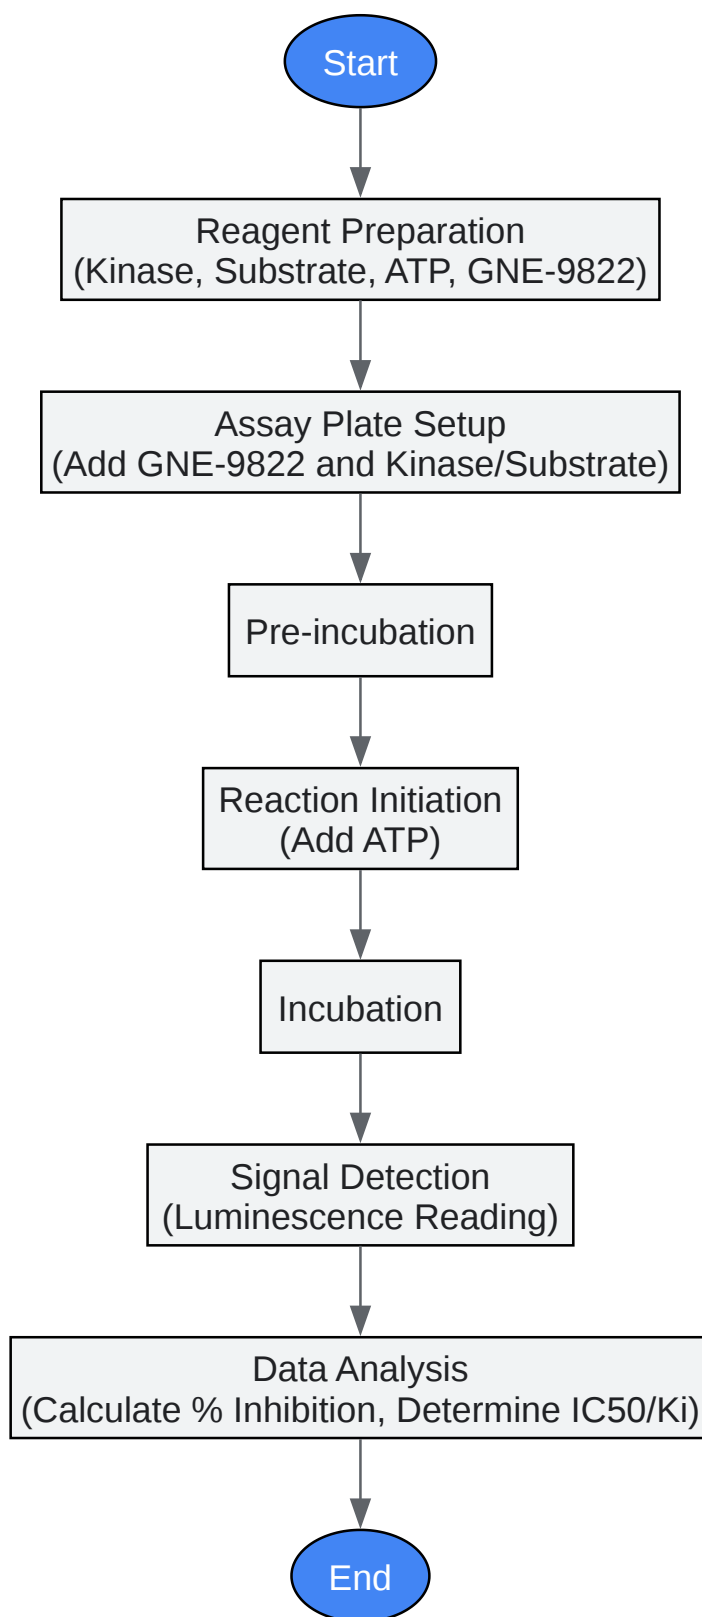 Start
Reagent Preparation
(Kinase, Substrate, ATP, GNE-9822)
Assay Plate Setup
(Add GNE-9822 and Kinase/Substrate)
Pre-incubation
Reaction Initiation
(Add ATP)
Incubation
Signal Detection
(Luminescence Reading)
Data Analysis
(Calculate % Inhibition, Determine IC50/Ki)
End